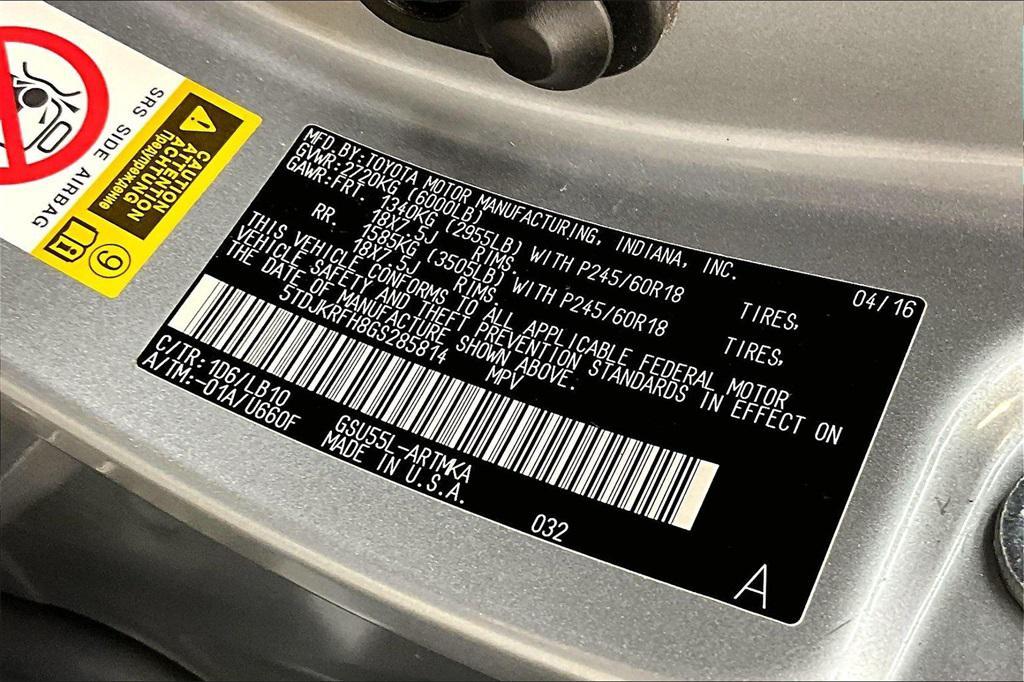 SRS SIDE AIRBAG
CAUTION
ATTENTION
ACHTUNG
Предупреждение
9
MFD. BY: TOYOTA MOTOR MANUFACTURING, INDIANA, INC. 04/16
GVWR: 2720KG (6000LB)
GAWR: FRT. 1340KG (2955LB) WITH P245/60R18 TIRES,
18X7.5J RIMS.
RR. 1585KG (3505LB) WITH P245/60R18 TIRES,
18X7.5J RIMS.
THIS VEHICLE CONFORMS TO ALL APPLICABLE FEDERAL MOTOR
VEHICLE SAFETY AND THEFT PREVENTION STANDARDS IN EFFECT ON
THE DATE OF MANUFACTURE SHOWN ABOVE.
5TDJKRFH8GS285814 MPV
C/TR: 1D6/LB10 GSU55L-ARTMKA
A/TM:-01A/U660F MADE IN U.S.A.
032
A